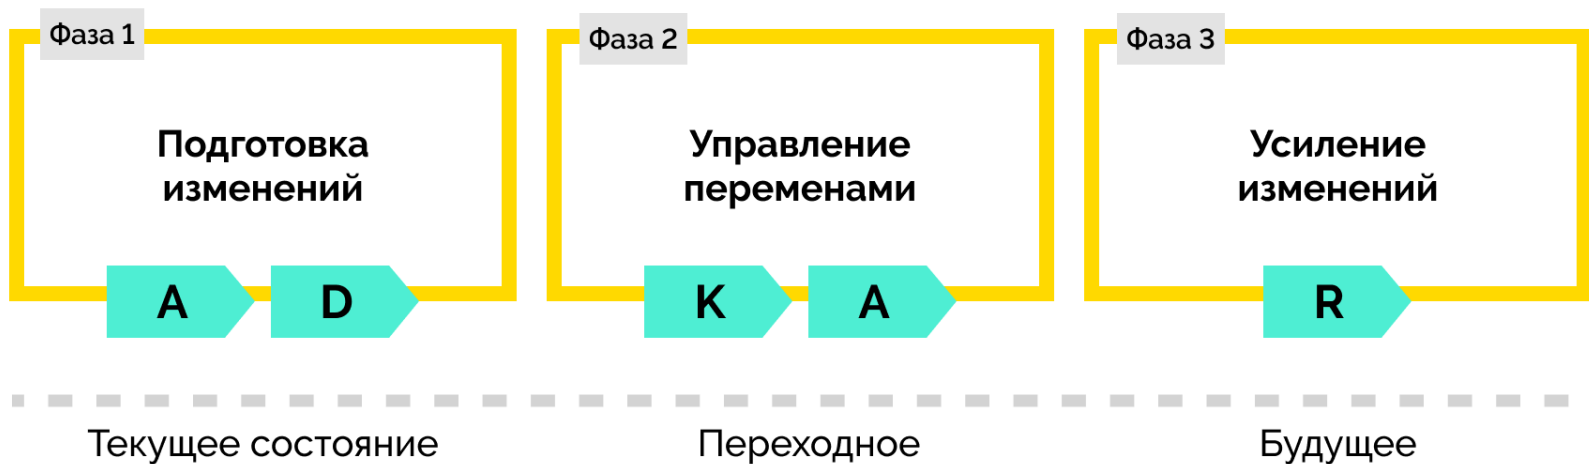 Фаза 1
Подготовка
изменений
A
D
Фаза 2
Управление
переменами
K
A
Фаза 3
Усиление
изменений
R
Текущее состояние
Переходное
Будущее